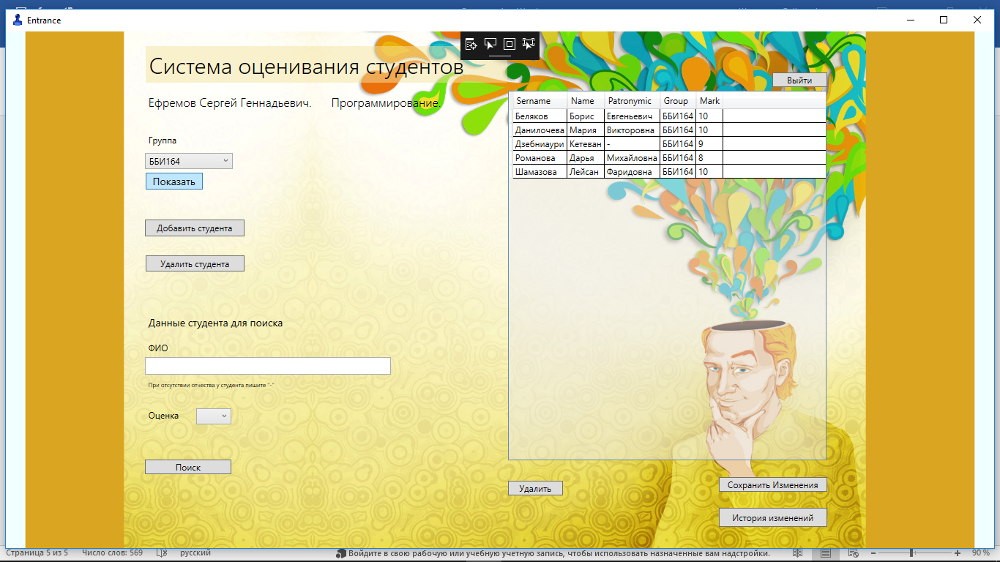 Entrance
Система оценивания студентов
Выйти
Ефремов Сергей Геннадьевич. Программирование.
Sername Name Patronymic Group Mark
Беляков Борис Евгеньевич ББИ164 10
Данилочева Мария Викторовна ББИ164 10
Дзебниаури Кетеван - ББИ164 9
Романова Дарья Михайловна ББИ164 8
Шамазова Лейсан Фаридовна ББИ164 10
Группа
ББИ164
Показать
Добавить студента
Удалить студента
Данные студента для поиска
ФИО
При отсутствии отчества у студента пишите "-"
Оценка
Поиск
Удалить
Сохранить Изменения
История изменений
Страница 5 из 5 Число слов: 569 русский Войдите в свою рабочую или учебную учетную запись, чтобы использовать назначенные вам надстройки. 90 %